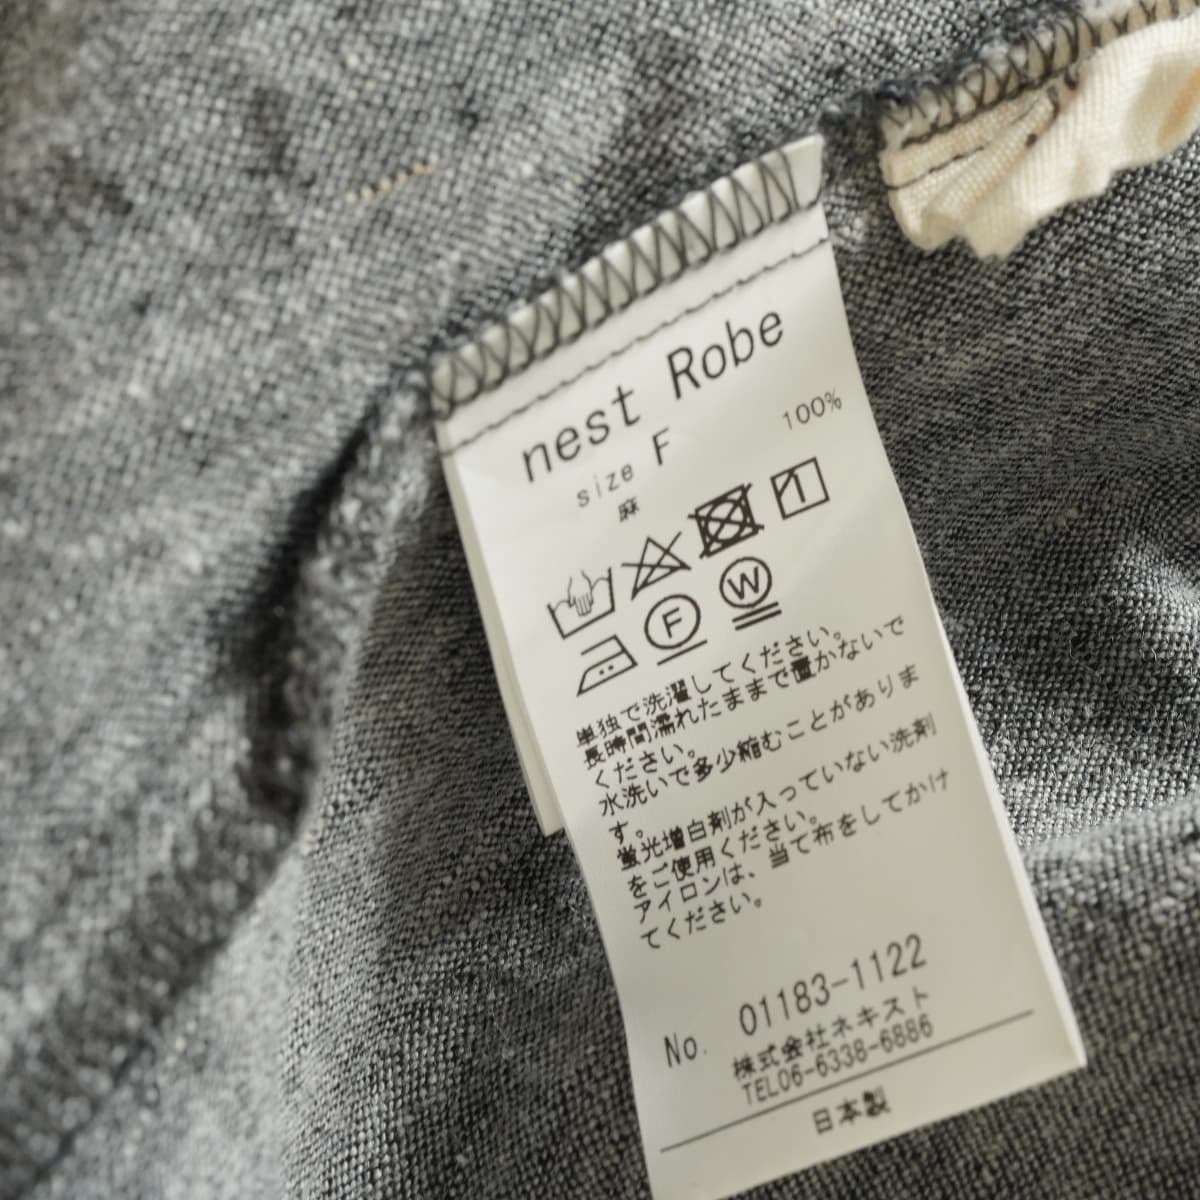 nest Robe
size F
麻 100%
単独で洗濯してください。
長時間濡れたままで置かないで
ください。
水洗いで多少縮むことがありま
す。
蛍光増白剤が入っていない洗剤
をご使用ください。
アイロンは、当て布をしてかけ
てください。
No. 01183-1122
株式会社ネキスト
TEL06-6338-6886
日本製